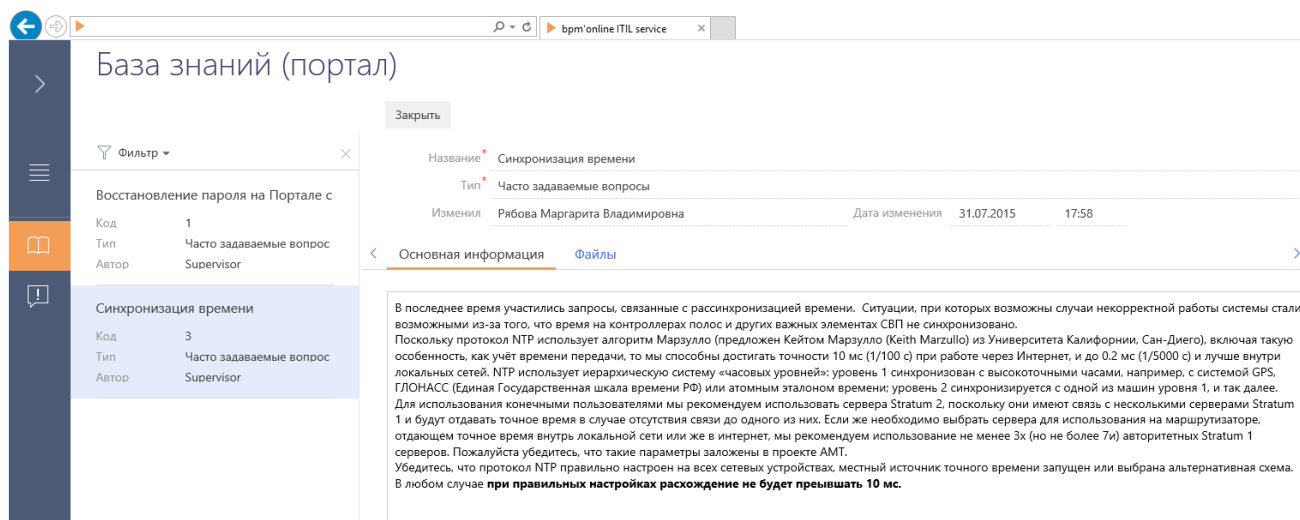 bpm'online ITIL service
База знаний (портал)
Закрыть
Фильтр
Восстановление пароля на Портале с
Код 1
Тип Часто задаваемые вопрос
Автор Supervisor
Синхронизация времени
Код 3
Тип Часто задаваемые вопрос
Автор Supervisor
Название* Синхронизация времени
Тип* Часто задаваемые вопросы
Изменил Рябова Маргарита Владимировна Дата изменения 31.07.2015 17:58
Основная информация Файлы
В последнее время участились запросы, связанные с рассинхронизацией времени. Ситуации, при которых возможны случаи некорректной работы системы стали
возможными из-за того, что время на контроллерах полос и других важных элементах СВП не синхронизовано.
Поскольку протокол NTP использует алгоритм Марзулло (предложен Кейтом Марзулло (Keith Marzullo) из Университета Калифорнии, Сан-Диего), включая такую
особенность, как учёт времени передачи, то мы способны достигать точности 10 мс (1/100 с) при работе через Интернет, и до 0.2 мс (1/5000 с) и лучше внутри
локальных сетей. NTP использует иерархическую систему «часовых уровней»: уровень 1 синхронизован с высокоточными часами, например, с системой GPS,
ГЛОНАСС (Единая Государственная шкала времени РФ) или атомным эталоном времени; уровень 2 синхронизируется с одной из машин уровня 1, и так далее.
Для использования конечными пользователями мы рекомендуем использовать сервера Stratum 2, поскольку они имеют связь с несколькими серверами Stratum
1 и будут отдавать точное время в случае отсутствия связи до одного из них. Если же необходимо выбрать сервера для использования на маршрутизаторе,
отдающем точное время внутрь локальной сети или же в интернет, мы рекомендуем использование не менее 3х (но не более 7и) авторитетных Stratum 1
серверов. Пожалуйста убедитесь, что такие параметры заложены в проекте АМТ.
Убедитесь, что протокол NTP правильно настроен на всех сетевых устройствах, местный источник точного времени запущен или выбрана альтернативная схема.
В любом случае при правильных настройках расхождение не будет преывшать 10 мс.